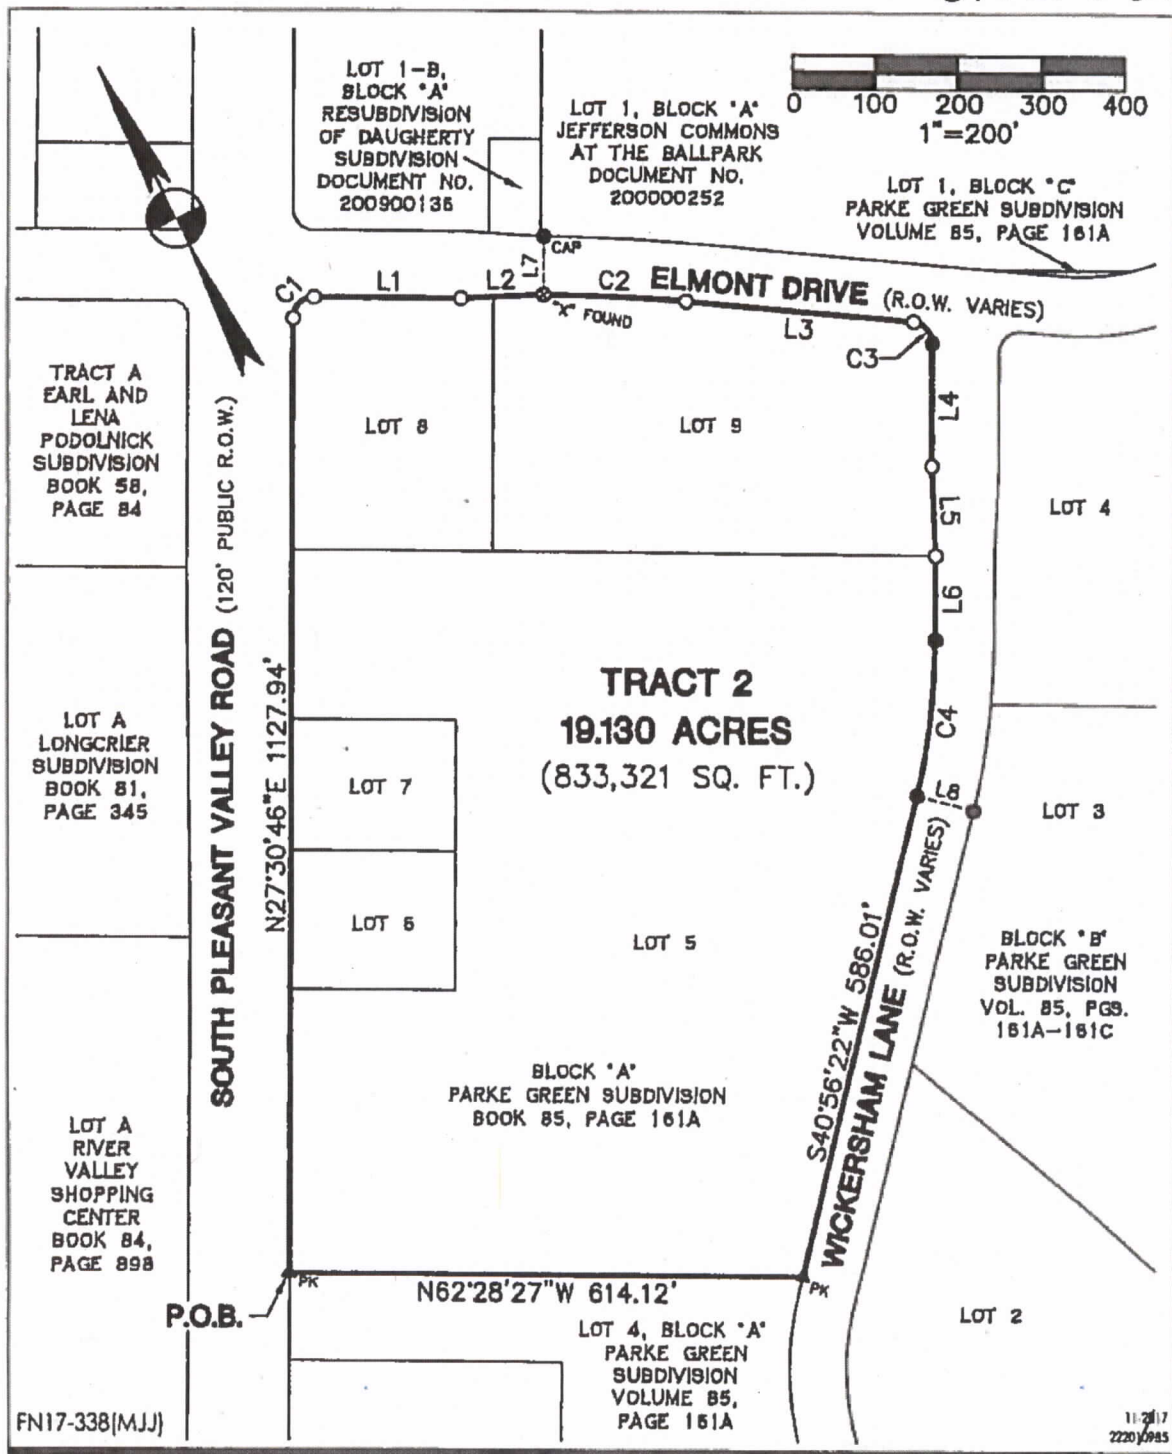 LOT 1-B,
BLOCK "A"
RESUBDIVISION
OF DAUGHERTY
SUBDIVISION
DOCUMENT NO.
200900136
LOT 1, BLOCK "A"
JEFFERSON COMMONS
AT THE BALLPARK
DOCUMENT NO.
200000252
0 100 200 300 400
1"=200'
LOT 1, BLOCK "C"
PARKE GREEN SUBDIVISION
VOLUME 85, PAGE 161A
CAP
L7
C1
L1
L2
C2
ELMONT DRIVE (R.O.W. VARIES)
"X" FOUND
L3
C3
L4
TRACT A
EARL AND
LENA
PODOLNICK
SUBDIVISION
BOOK 58,
PAGE 84
LOT 8
LOT 9
L5
LOT 4
L6
SOUTH PLEASANT VALLEY ROAD (120' PUBLIC R.O.W.)
N27°30'46"E 1127.94'
TRACT 2
19.130 ACRES
(833,321 SQ. FT.)
C4
LOT A
LONGCRIER
SUBDIVISION
BOOK 81,
PAGE 345
LOT 7
L8
LOT 3
LOT 6
LOT 5
S40°56'22"W 586.01'
WICKERSHAM LANE (R.O.W. VARIES)
BLOCK "B"
PARKE GREEN
SUBDIVISION
VOL. 85, PGS.
161A-161C
BLOCK "A"
PARKE GREEN SUBDIVISION
BOOK 85, PAGE 161A
LOT A
RIVER
VALLEY
SHOPPING
CENTER
BOOK 84,
PAGE 898
PK
PK
N62°28'27"W 614.12'
P.O.B.
LOT 4, BLOCK "A"
PARKE GREEN
SUBDIVISION
VOLUME 85,
PAGE 161A
LOT 2
FN17-338(MJJ)